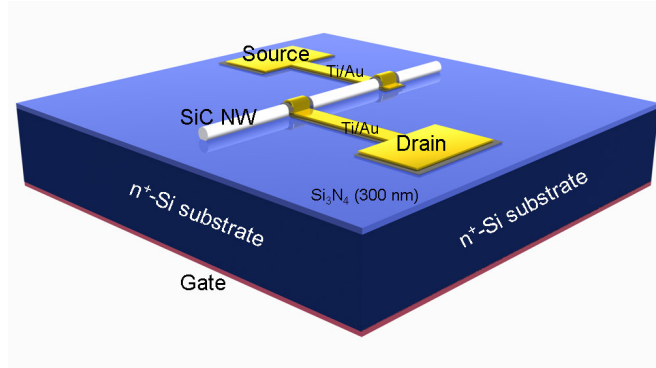 Source
Ti/Au
SiC NW
Ti/Au
Drain
Si₃N₄ (300 nm)
n⁺-Si substrate
n⁺-Si substrate
Gate